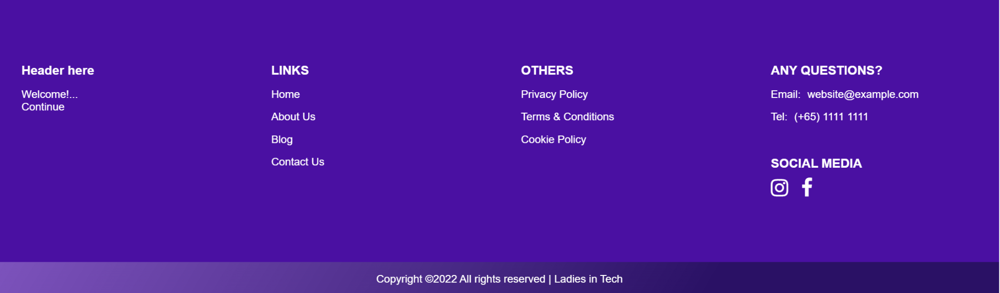 Header here
Welcome!...
Continue
LINKS
Home
About Us
Blog
Contact Us
OTHERS
Privacy Policy
Terms & Conditions
Cookie Policy
ANY QUESTIONS?
Email: website@example.com
Tel: (+65) 1111 1111
SOCIAL MEDIA
Copyright ©2022 All rights reserved | Ladies in Tech